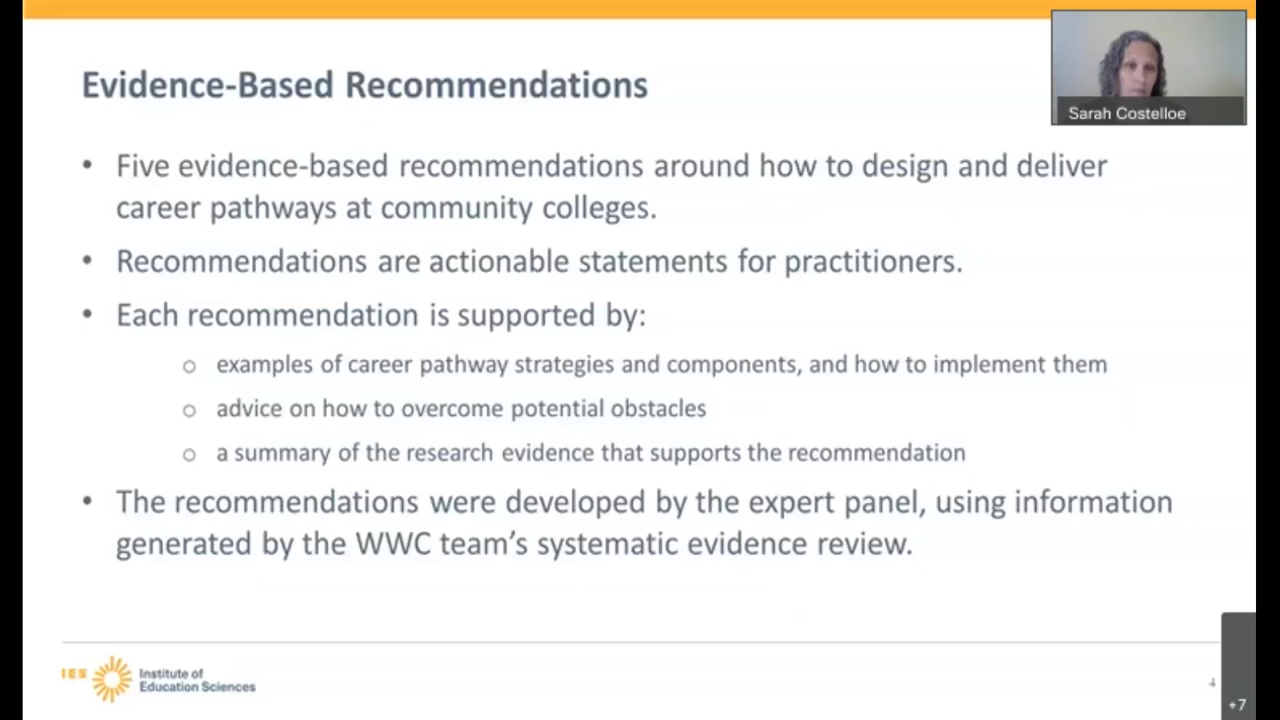 Evidence-Based Recommendations
Sarah Costelloe
• Five evidence-based recommendations around how to design and deliver
career pathways at community colleges.
• Recommendations are actionable statements for practitioners.
• Each recommendation is supported by:
o examples of career pathway strategies and components, and how to implement them
o advice on how to overcome potential obstacles
o a summary of the research evidence that supports the recommendation
• The recommendations were developed by the expert panel, using information
generated by the WWC team’s systematic evidence review.
IES
Institute of
Education Sciences
4
+7